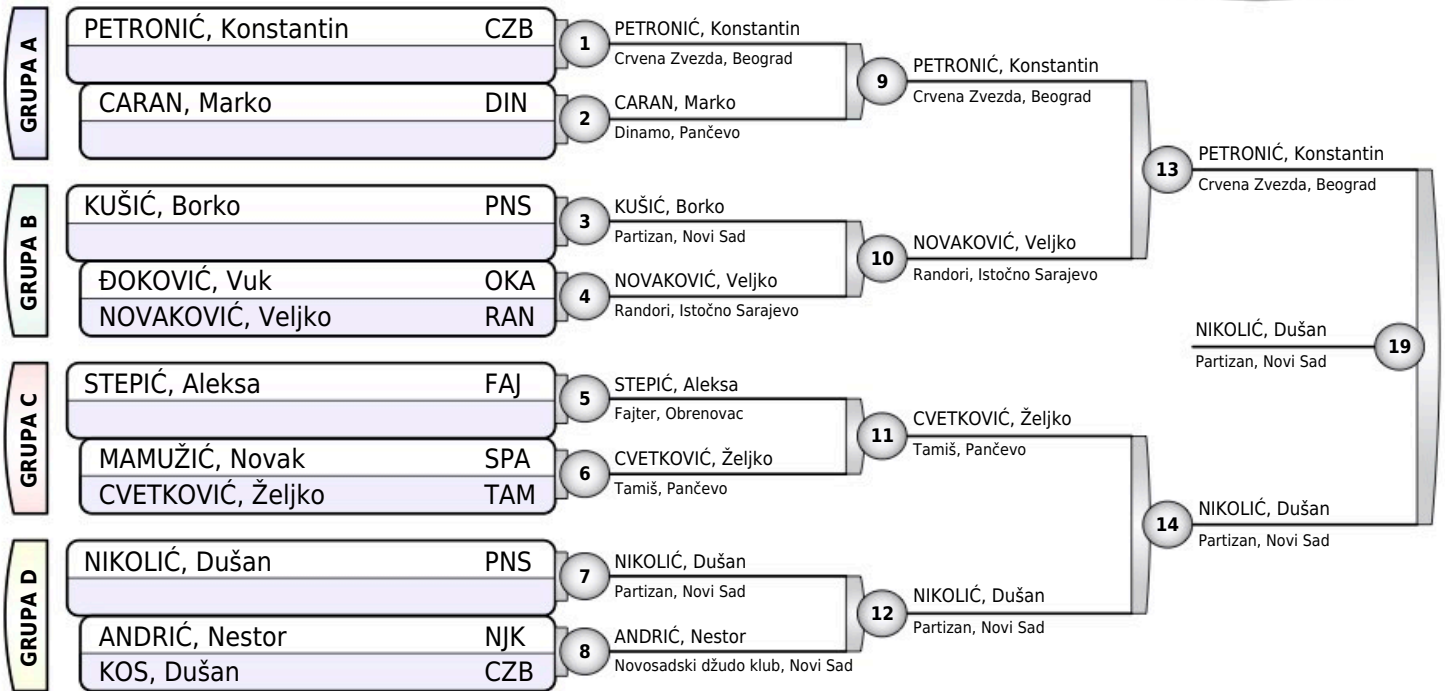 GRUPA A
PETRONIĆ, Konstantin CZB
CARAN, Marko DIN
1
PETRONIĆ, Konstantin
Crvena Zvezda, Beograd
2
CARAN, Marko
Dinamo, Pančevo
9
PETRONIĆ, Konstantin
Crvena Zvezda, Beograd
GRUPA B
KUŠIĆ, Borko PNS
ĐOKOVIĆ, Vuk OKA
NOVAKOVIĆ, Veljko RAN
3
KUŠIĆ, Borko
Partizan, Novi Sad
4
NOVAKOVIĆ, Veljko
Randori, Istočno Sarajevo
10
NOVAKOVIĆ, Veljko
Randori, Istočno Sarajevo
13
PETRONIĆ, Konstantin
Crvena Zvezda, Beograd
GRUPA C
STEPIĆ, Aleksa FAJ
MAMUŽIĆ, Novak SPA
CVETKOVIĆ, Željko TAM
5
STEPIĆ, Aleksa
Fajter, Obrenovac
6
CVETKOVIĆ, Željko
Tamiš, Pančevo
11
CVETKOVIĆ, Željko
Tamiš, Pančevo
GRUPA D
NIKOLIĆ, Dušan PNS
ANDRIĆ, Nestor NJK
KOS, Dušan CZB
7
NIKOLIĆ, Dušan
Partizan, Novi Sad
8
ANDRIĆ, Nestor
Novosadski džudo klub, Novi Sad
12
NIKOLIĆ, Dušan
Partizan, Novi Sad
14
NIKOLIĆ, Dušan
Partizan, Novi Sad
NIKOLIĆ, Dušan
Partizan, Novi Sad
19